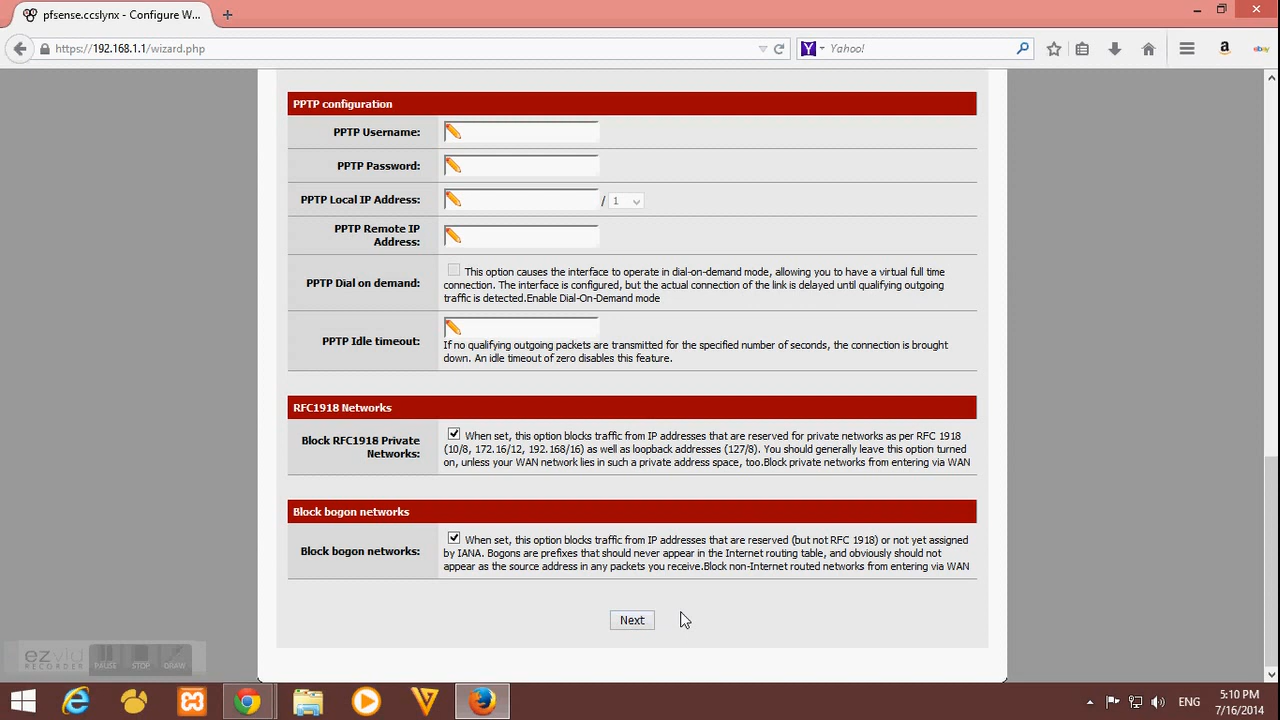 pfsense.ccslynx - Configure W...
https://192.168.1.1/wizard.php
Yahoo!
PPTP configuration
PPTP Username:
PPTP Password:
PPTP Local IP Address:
/ 1
PPTP Remote IP
Address:
PPTP Dial on demand:
This option causes the interface to operate in dial-on-demand mode, allowing you to have a virtual full time
connection. The interface is configured, but the actual connection of the link is delayed until qualifying outgoing
traffic is detected.Enable Dial-On-Demand mode
PPTP Idle timeout:
If no qualifying outgoing packets are transmitted for the specified number of seconds, the connection is brought
down. An idle timeout of zero disables this feature.
RFC1918 Networks
Block RFC1918 Private
Networks:
When set, this option blocks traffic from IP addresses that are reserved for private networks as per RFC 1918
(10/8, 172.16/12, 192.168/16) as well as loopback addresses (127/8). You should generally leave this option turned
on, unless your WAN network lies in such a private address space, too.Block private networks from entering via WAN
Block bogon networks
Block bogon networks:
When set, this option blocks traffic from IP addresses that are reserved (but not RFC 1918) or not yet assigned
by IANA. Bogons are prefixes that should never appear in the Internet routing table, and obviously should not
appear as the source address in any packets you receive.Block non-Internet routed networks from entering via WAN
Next
ezvid
RECORDER
PAUSE
STOP
DRAW
ENG
5:10 PM
7/16/2014